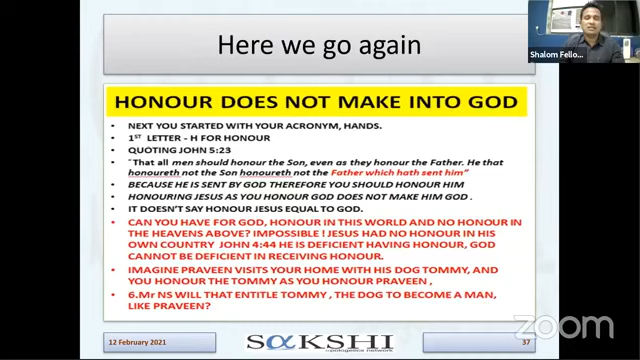 Here we go again
Shalom Fello...
HONOUR DOES NOT MAKE INTO GOD
• NEXT YOU STARTED WITH YOUR ACRONYM, HANDS.
• 1ST LETTER - H FOR HONOUR
• QUOTING JOHN 5:23
• "That all men should honour the Son, even as they honour the Father. He that
honoureth not the Son honoureth not the Father which hath sent him"
• BECAUSE HE IS SENT BY GOD THEREFORE YOU SHOULD HONOUR HIM
• HONOURING JESUS AS YOU HONOUR GOD DOES NOT MAKE HIM GOD .
• IT DOESN'T SAY HONOUR JESUS EQUAL TO GOD.
• CAN YOU HAVE FOR GOD, HONOUR IN THIS WORLD AND NO HONOUR IN
THE HEAVENS ABOVE? IMPOSSIBLE ! JESUS HAD NO HONOUR IN HIS
OWN COUNTRY JOHN 4:44 HE IS DEFICIENT HAVING HONOUR, GOD
CANNOT BE DEFICIENT IN RECEIVING HONOUR.
• IMAGINE PRAVEEN VISITS YOUR HOME WITH HIS DOG TOMMY, AND YOU
HONOUR THE TOMMY AS YOU HONOUR PRAVEEN ,
• 6.Mr NS WILL THAT ENTITLE TOMMY, THE DOG TO BECOME A MAN,
LIKE PRAVEEN?
12 February 2021
SαKSHI
apologetics network
37
zoom